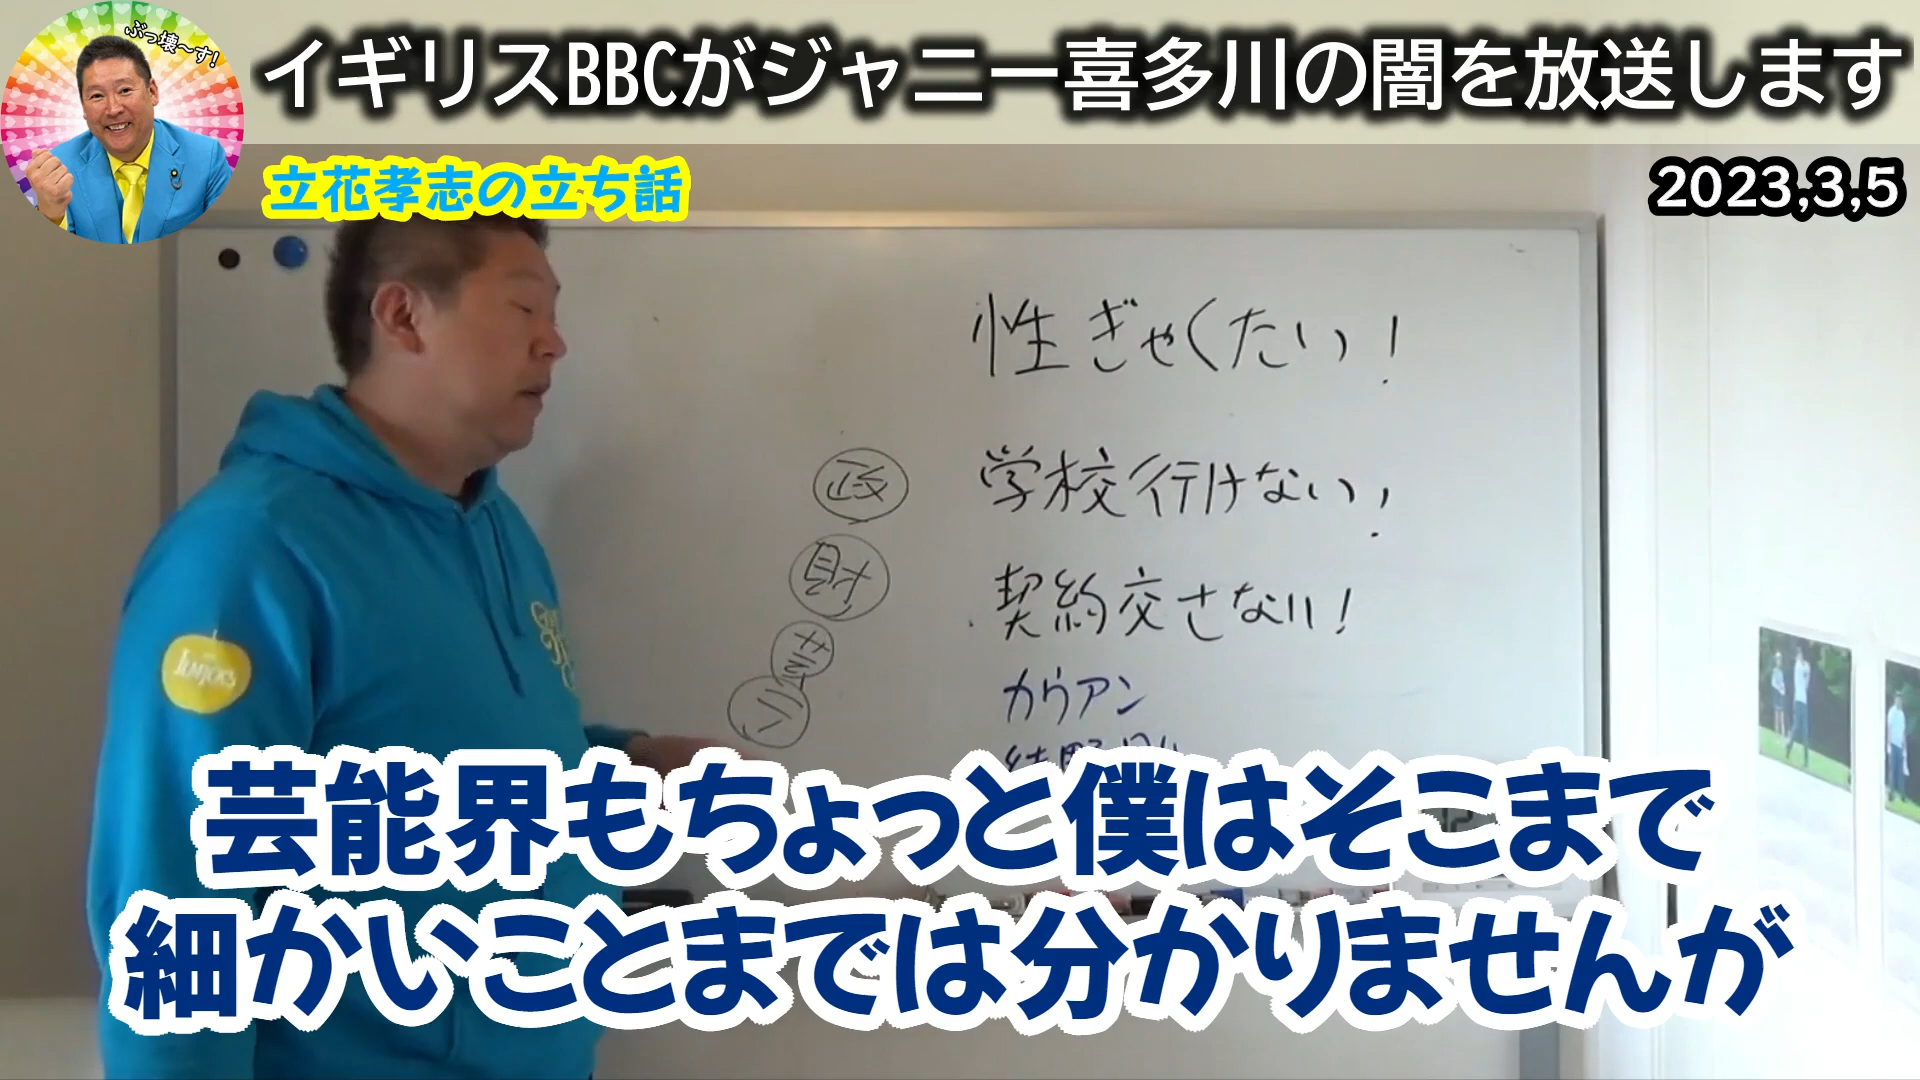 ぶっ壊～す!
イギリスBBCがジャニー喜多川の闇を放送します
立花孝志の立ち話
2023,3,5
性ぎゃくたい!
政
学校行けない!
財
契約交さない!
芸
カウアン
芸能界もちょっと僕はそこまで
細かいことまでは分かりませんが